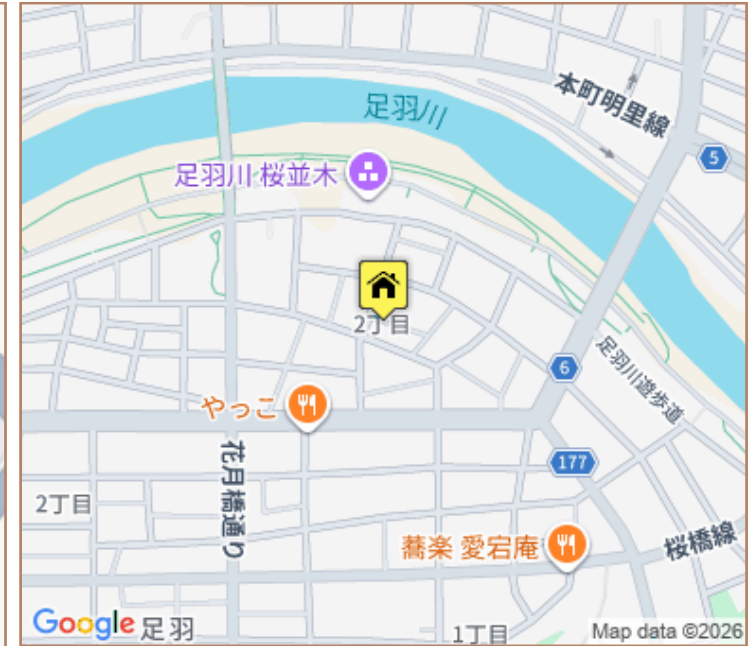 本町明里線
足羽川
5
足羽川 桜並木
2丁目
足羽川遊歩道
6
やっこ
花月橋通り
177
2丁目
蕎楽 愛宕庵
桜橋線
Google
足羽
1丁目
Map data ©2026